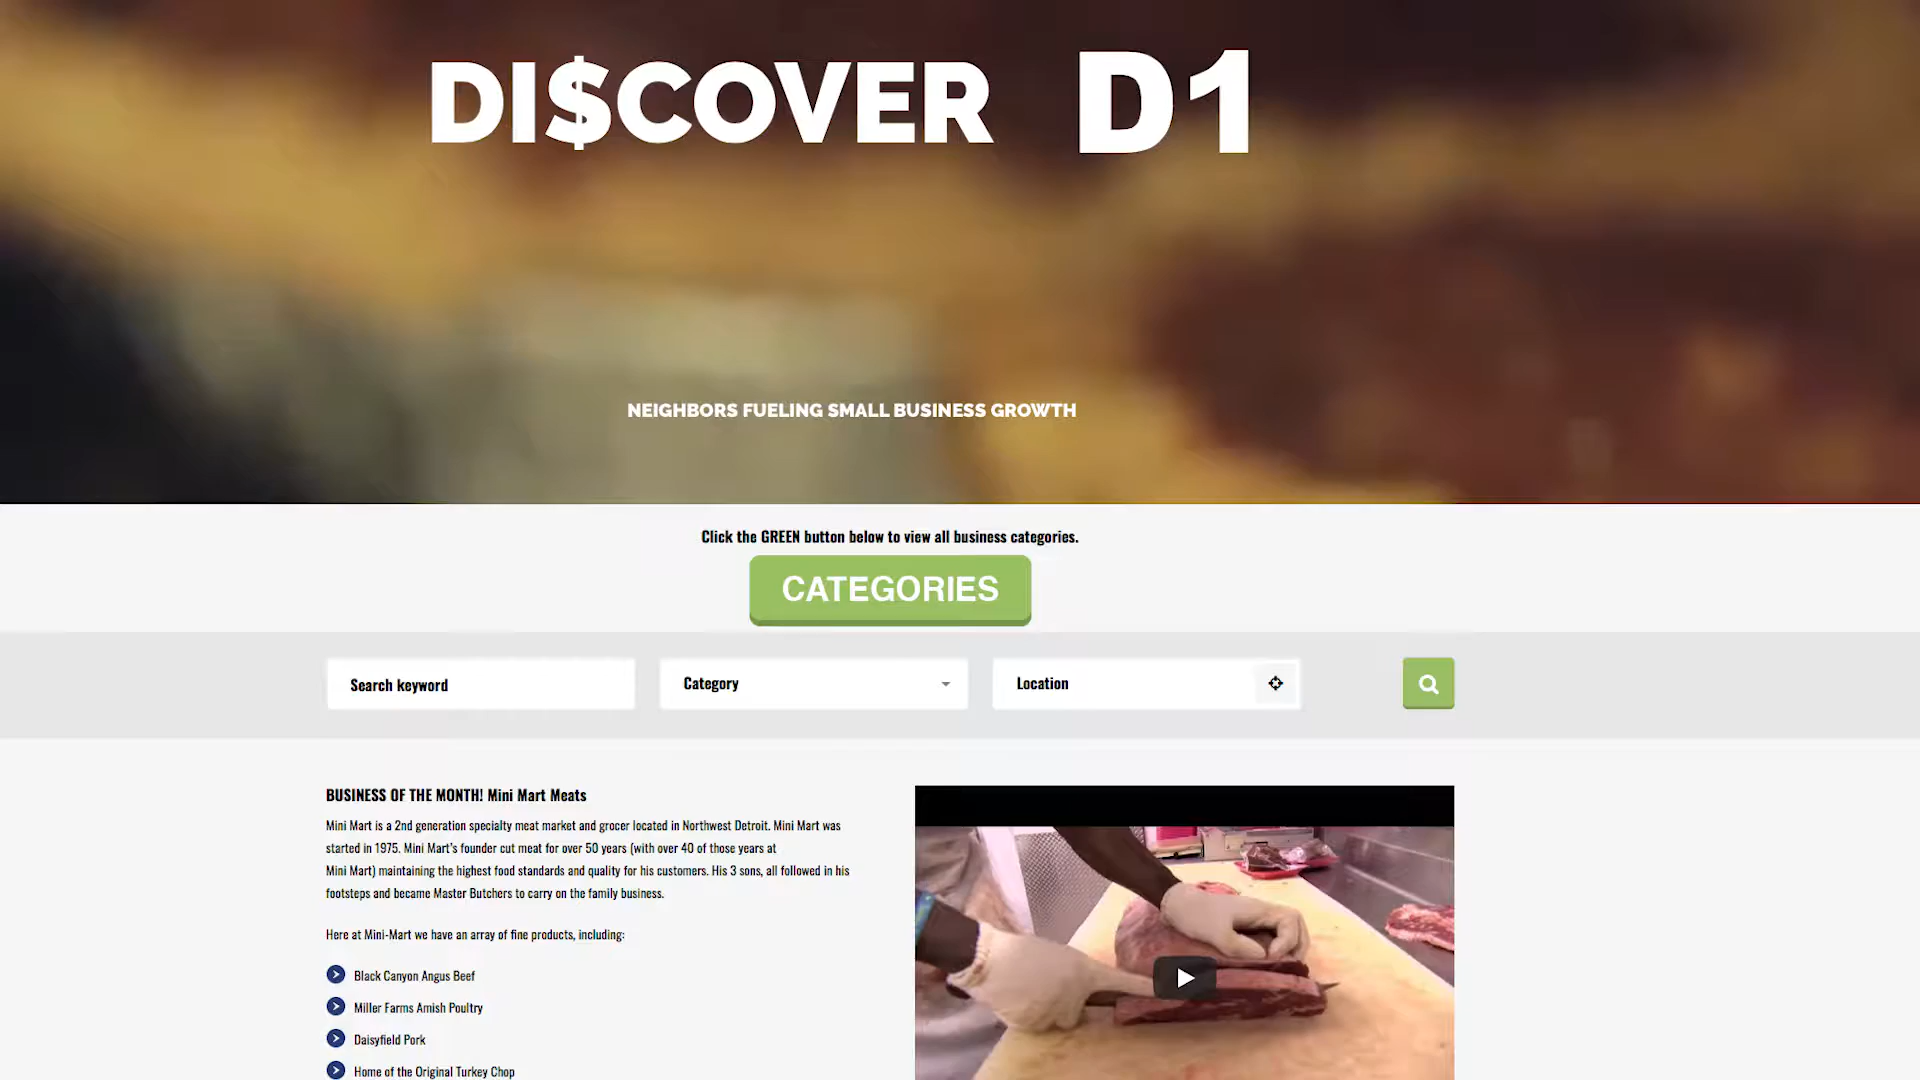 DI$COVER D1
NEIGHBORS FUELING SMALL BUSINESS GROWTH
Click the GREEN button below to view all business categories.
CATEGORIES
Search keyword
Category
Location
BUSINESS OF THE MONTH! Mini Mart Meats
Mini Mart is a 2nd generation specialty meat market and grocer located in Northwest Detroit. Mini Mart was
started in 1975. Mini Mart's founder cut meat for over 50 years (with over 40 of those years at
Mini Mart) maintaining the highest food standards and quality for his customers. His 3 sons, all followed in his
footsteps and became Master Butchers to carry on the family business.
Here at Mini-Mart we have an array of fine products, including:
Black Canyon Angus Beef
Miller Farms Amish Poultry
Daisyfield Pork
Home of the Original Turkey Chop